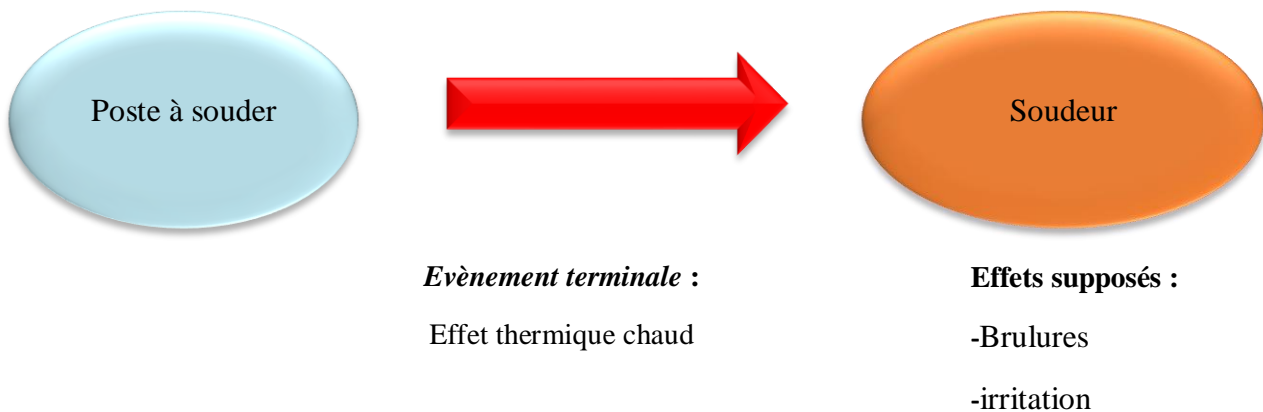 Poste à souder
Soudeur
Evènement terminale :
Effet thermique chaud
Effets supposés :
-Brulures
-irritation